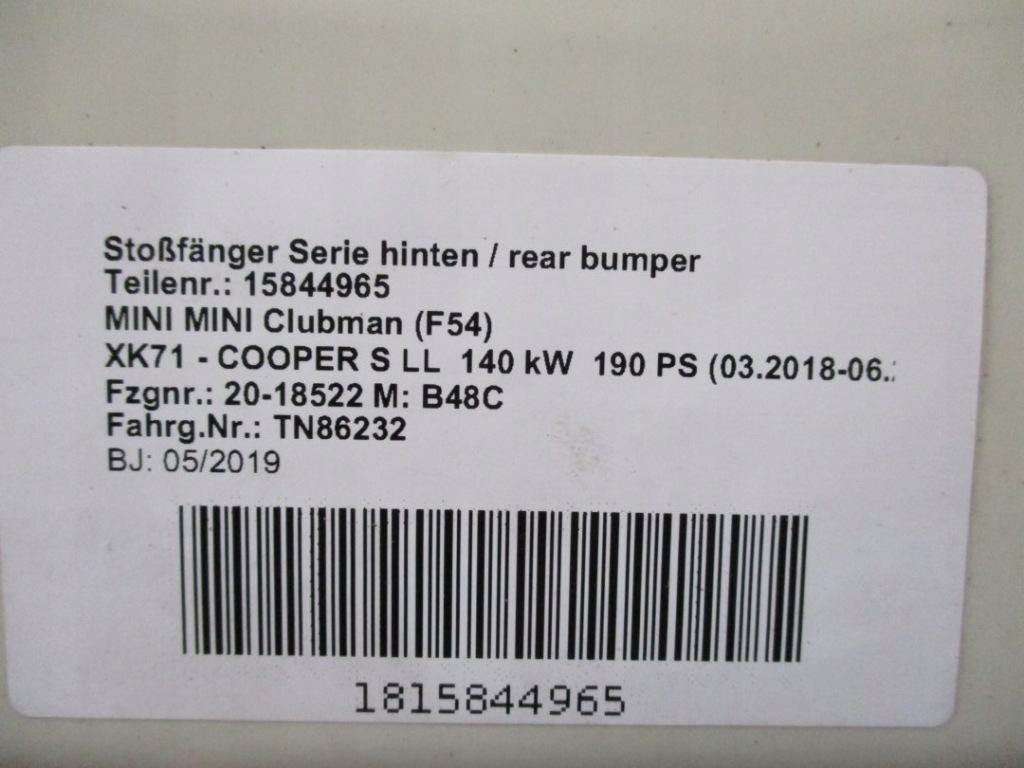 Stoßfänger Serie hinten / rear bumper
Teilenr.: 15844965
MINI MINI Clubman (F54)
XK71 - COOPER S LL 140 kW 190 PS (03.2018-06.
Fzgnr.: 20-18522 M: B48C
Fahrg.Nr.: TN86232
BJ: 05/2019
1815844965